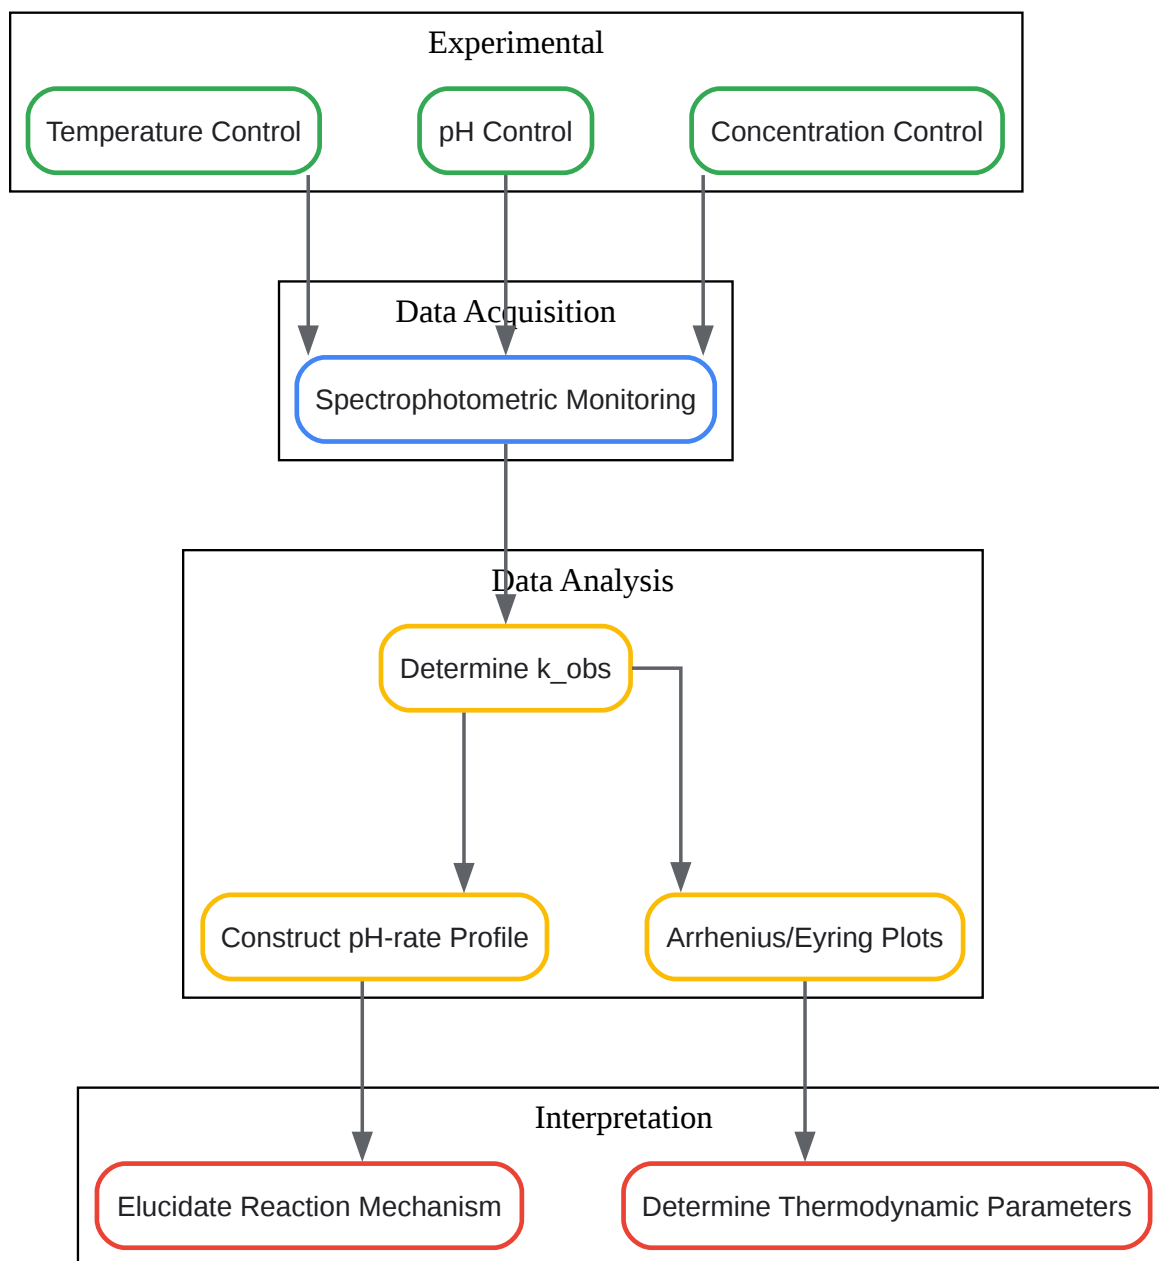 Experimental
Temperature Control
pH Control
Concentration Control
Data Acquisition
Spectrophotometric Monitoring
Data Analysis
Determine k_obs
Construct pH-rate Profile
Arrhenius/Eyring Plots
Interpretation
Elucidate Reaction Mechanism
Determine Thermodynamic Parameters